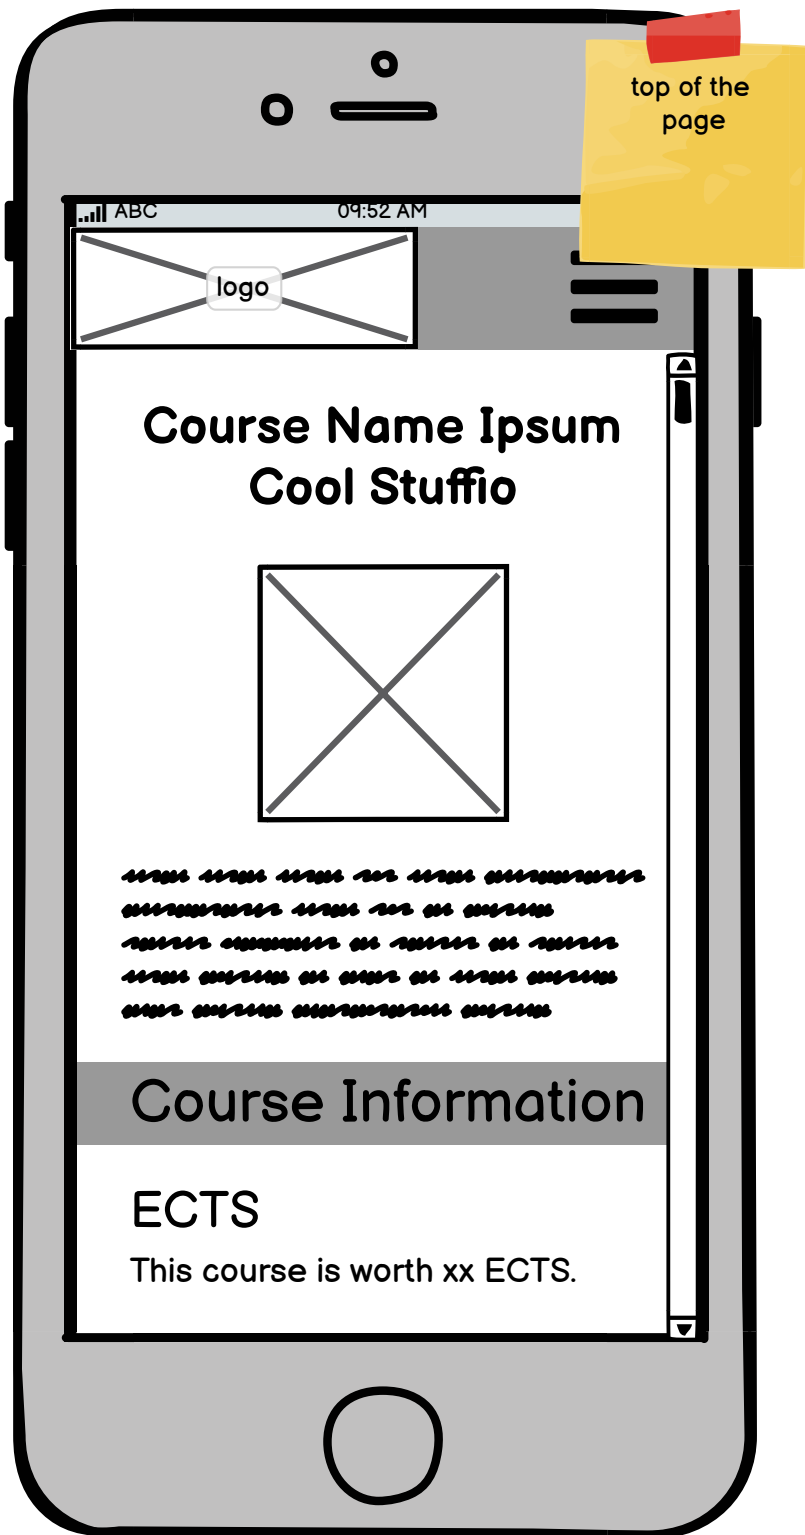 top of the
page
ABC 09:52 AM
logo
Course Name Ipsum
Cool Stuffio
Course Information
ECTS
This course is worth xx ECTS.